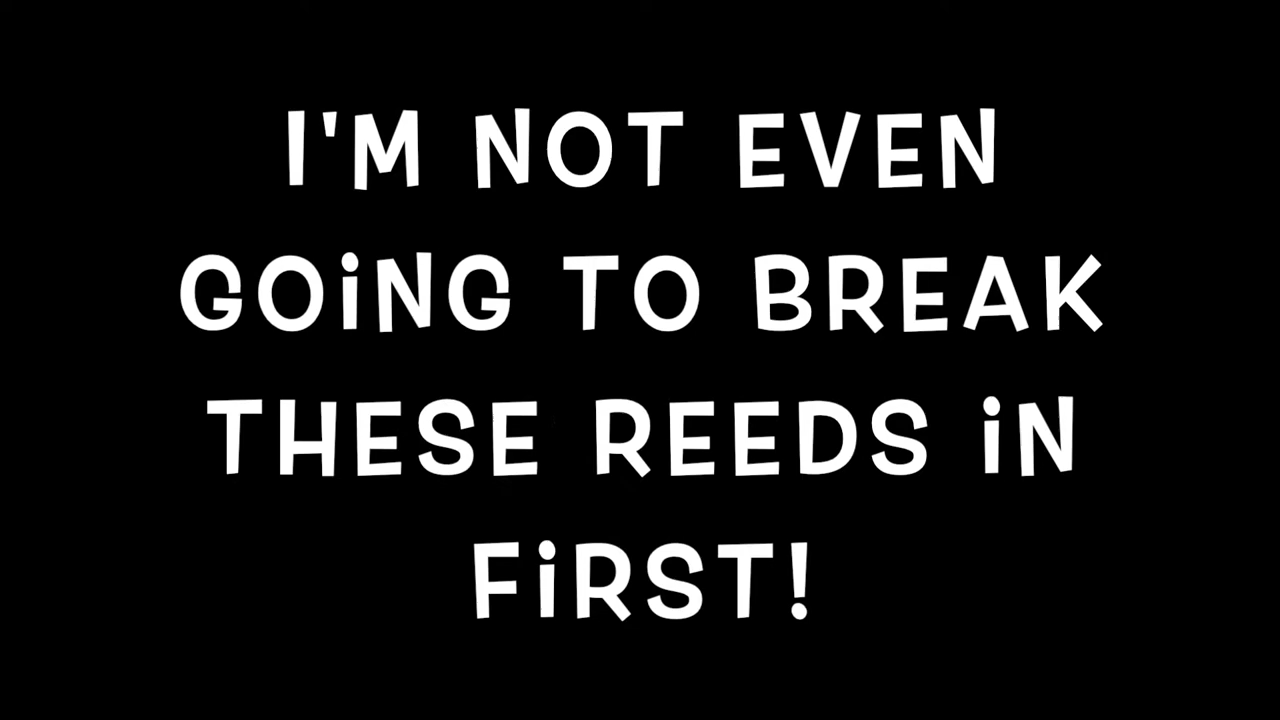 I'M NOT EVEN
GOiNG TO BREAK
THESE REEDS iN
FiRST!